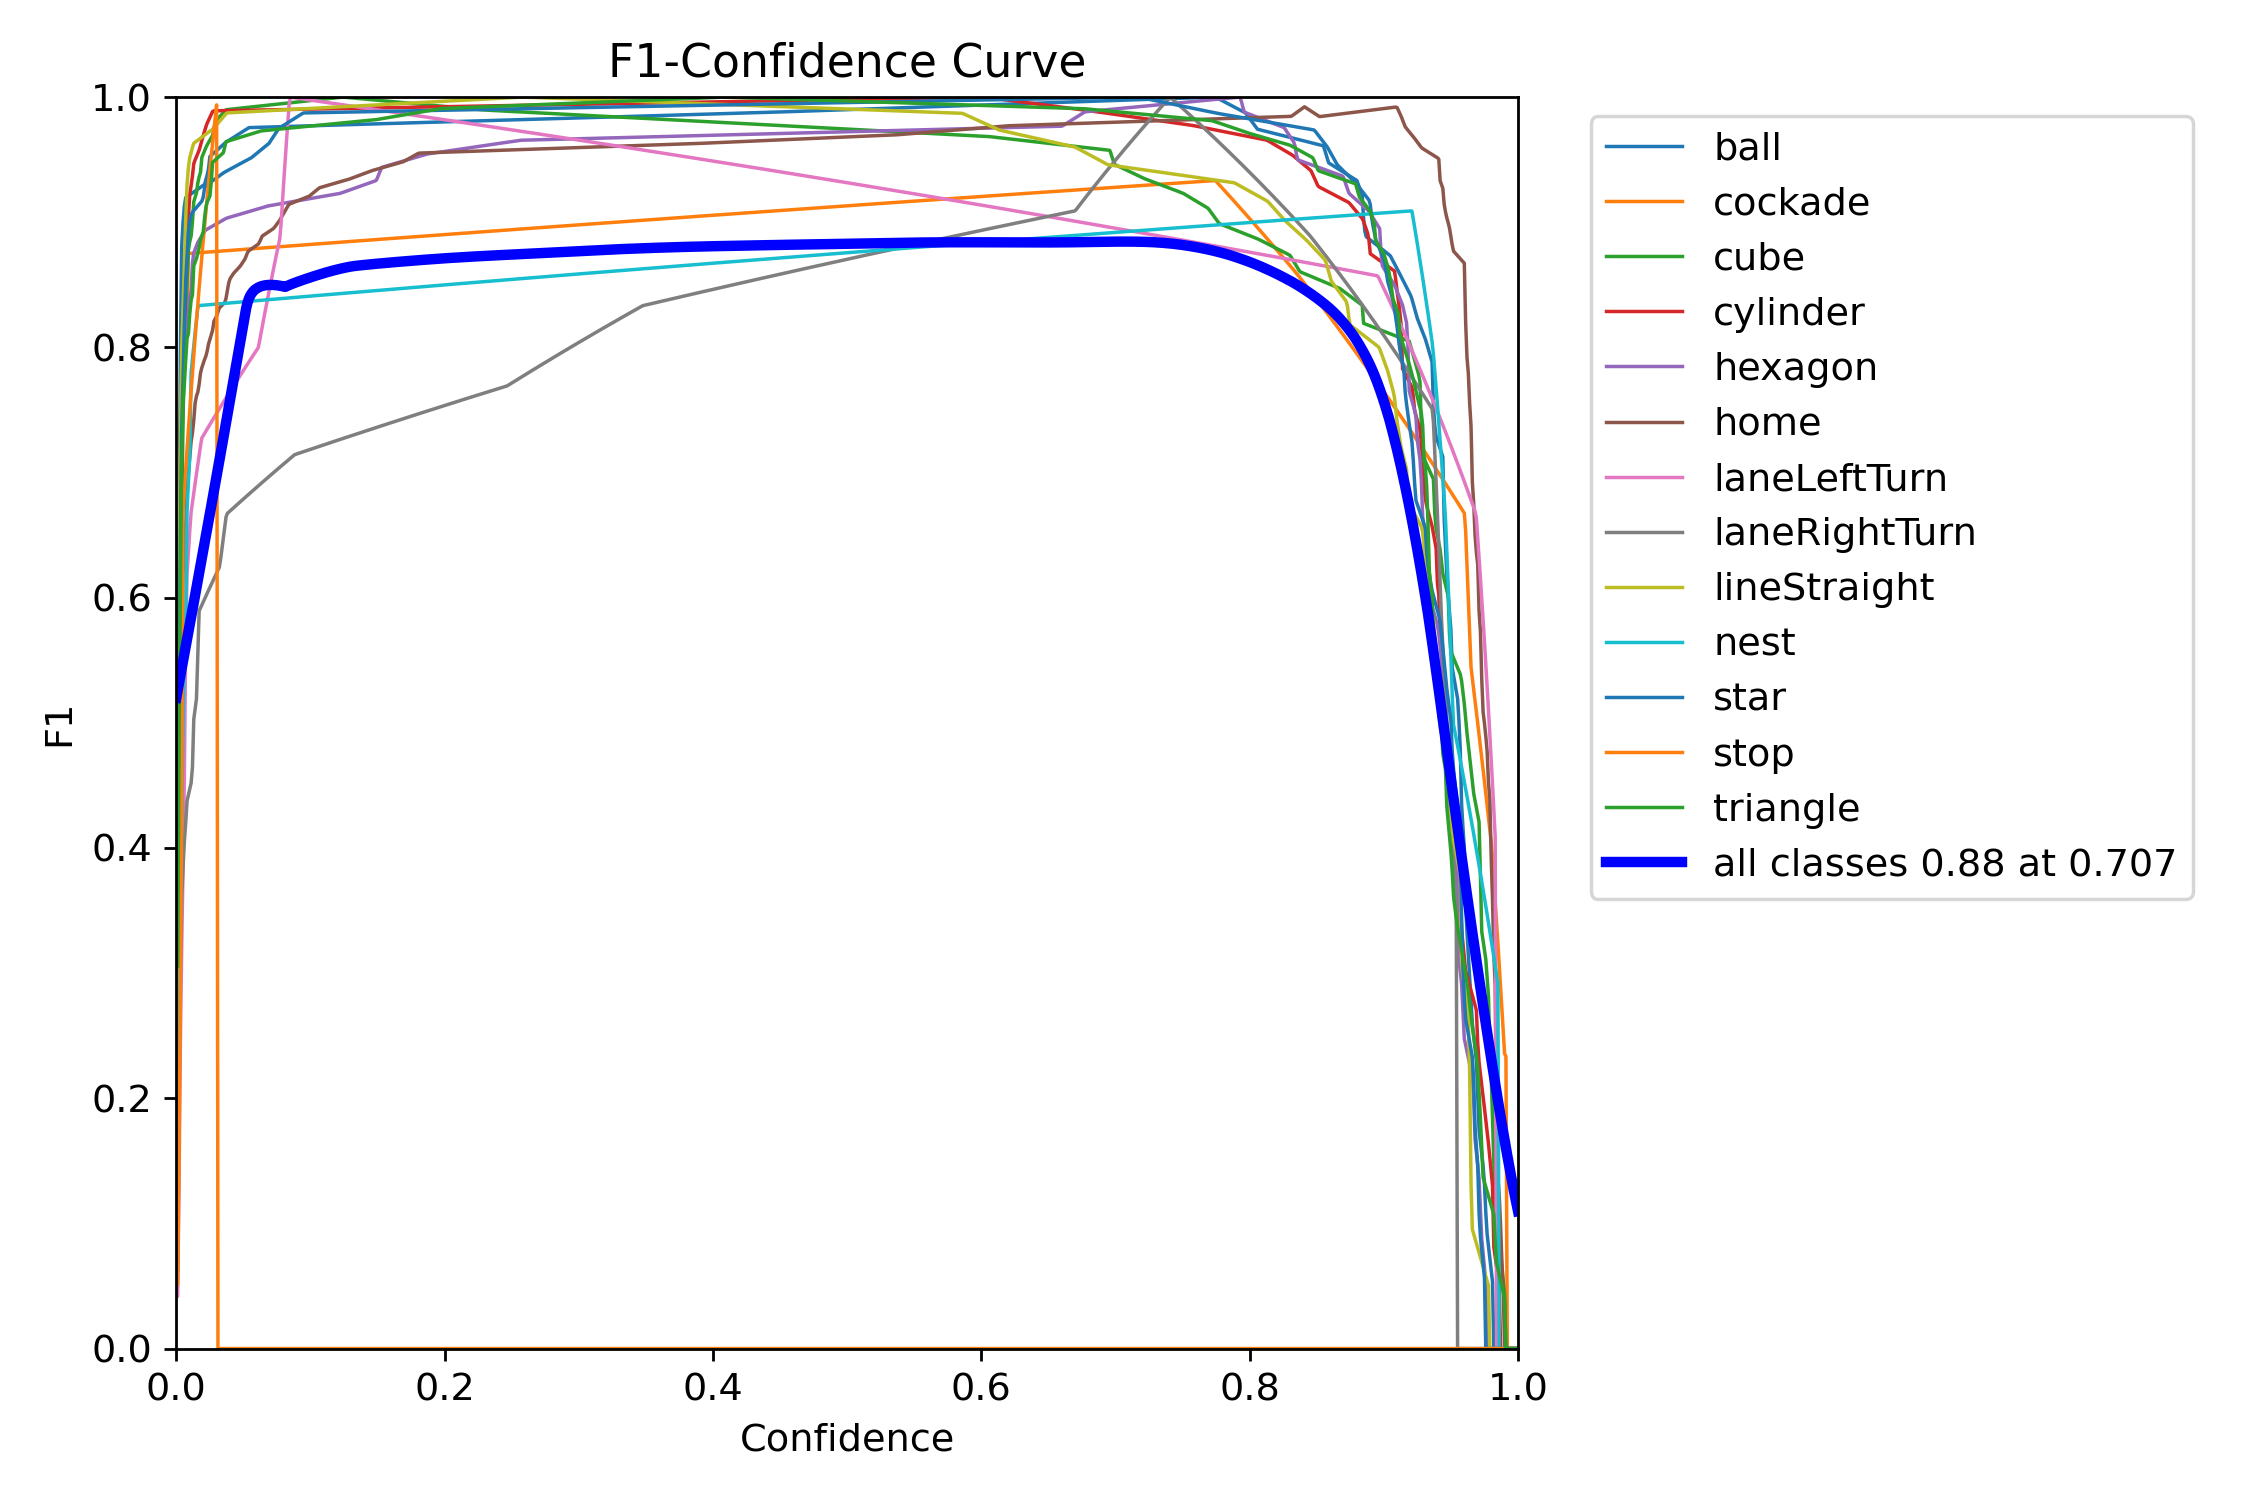 F1-Confidence Curve
1.0
0.8
0.6
0.4
0.2
0.0
F1
0.0 0.2 0.4 0.6 0.8 1.0
Confidence
ball
cockade
cube
cylinder
hexagon
home
laneLeftTurn
laneRightTurn
lineStraight
nest
star
stop
triangle
all classes 0.88 at 0.707